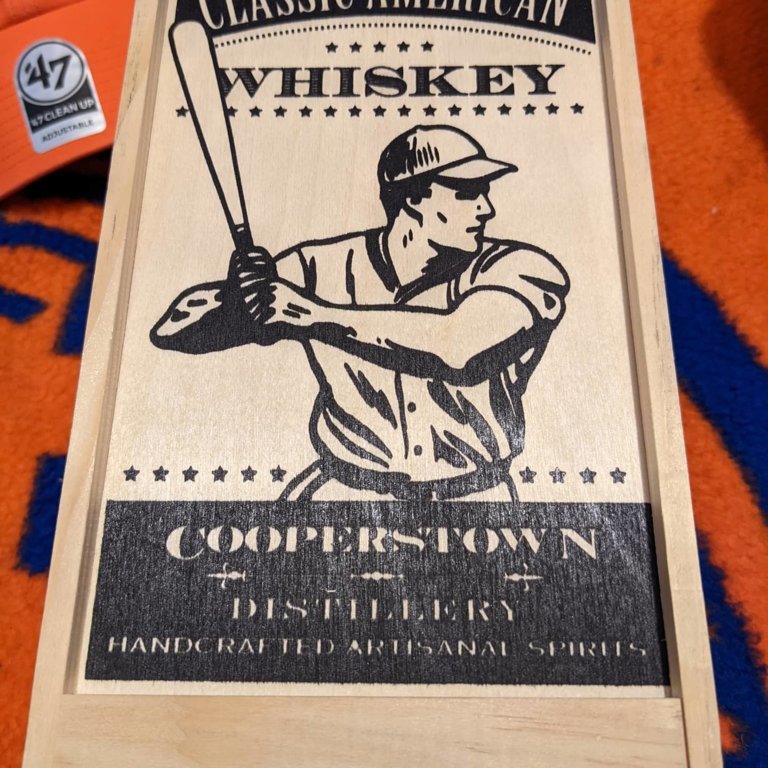 CLASSIC AMERICAN
WHISKEY
'47
'47 CLEAN UP
ADJUSTABLE
COOPERSTOWN
DISTILLERY
HANDCRAFTED ARTISANAL SPIRITS